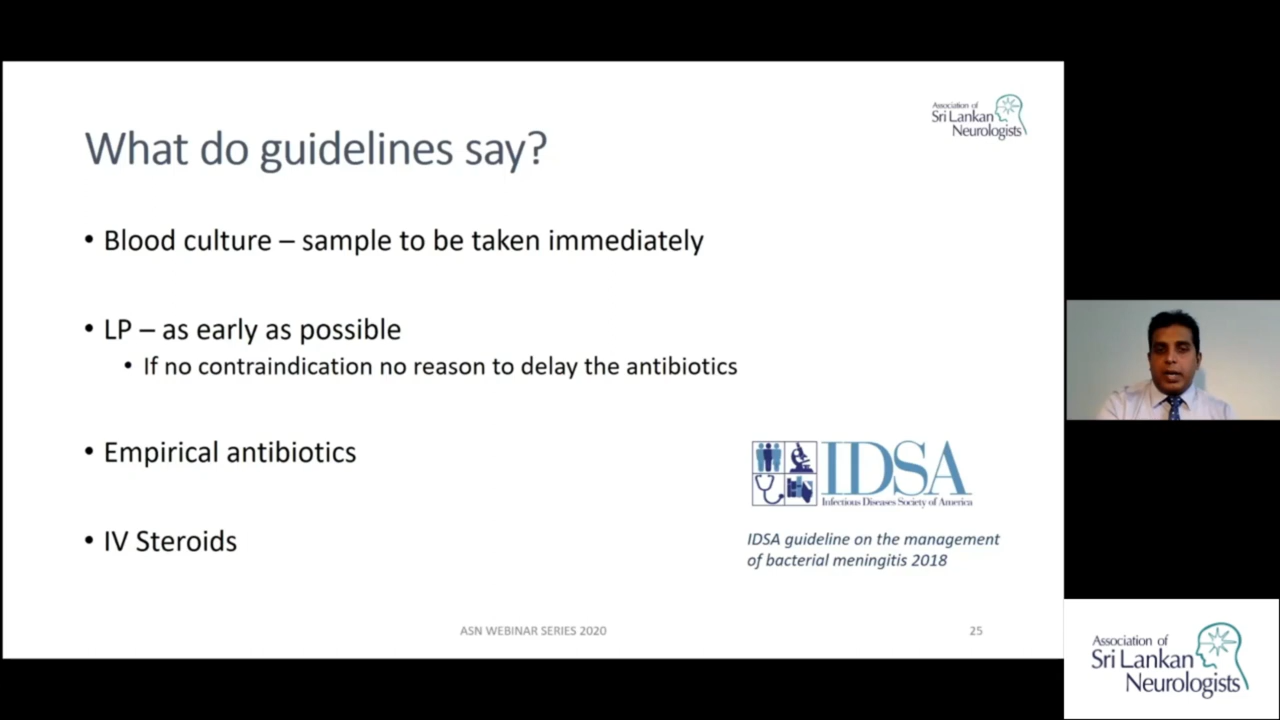 Association of
Sri Lankan
Neurologists
What do guidelines say?
• Blood culture – sample to be taken immediately
• LP – as early as possible
• If no contraindication no reason to delay the antibiotics
• Empirical antibiotics
• IV Steroids
IDSA
Infectious Diseases Society of America
IDSA guideline on the management
of bacterial meningitis 2018
ASN WEBINAR SERIES 2020
25
Association of
Sri Lankan
Neurologists